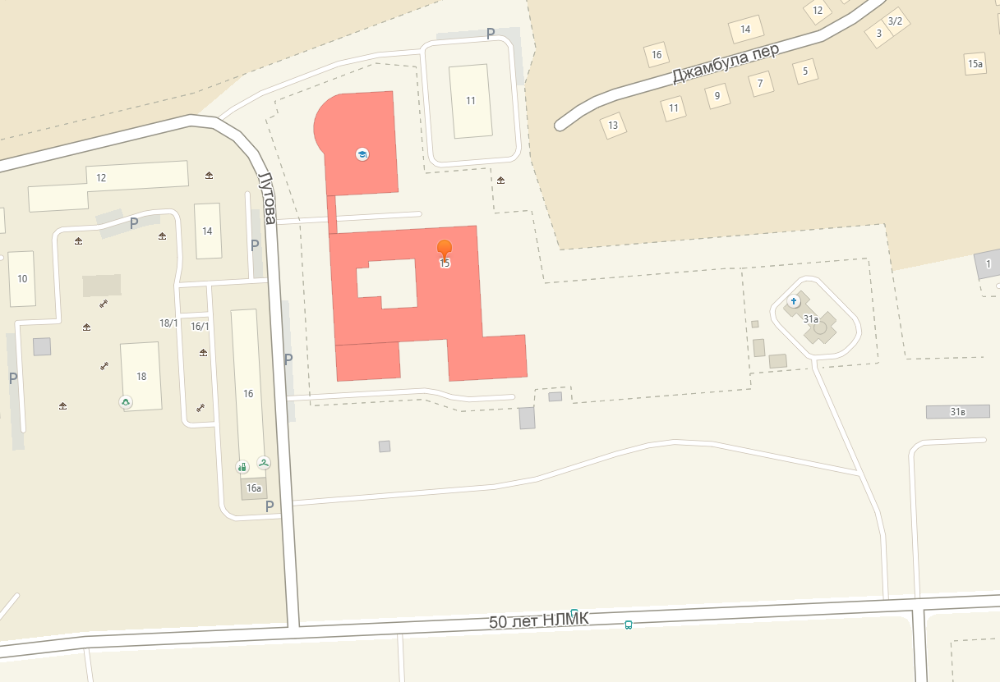 12
14
3/2
3
16
Джамбула пер
15а
5
7
11
9
11
13
12
Лутова
P
P
14
P
15
10
1
31а
18/1
16/1
P
P
18
16
31в
16а
P
50 лет НЛМК